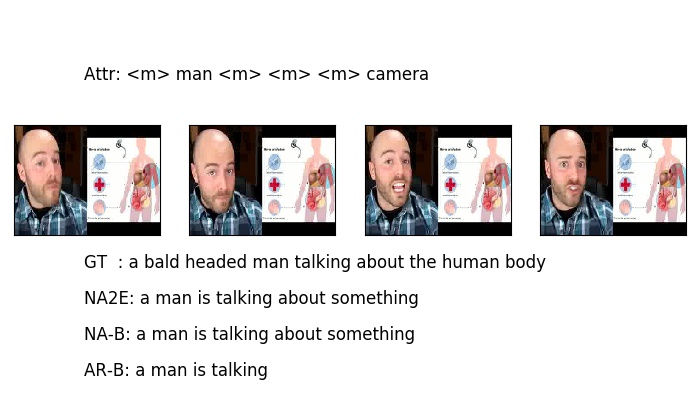 Attr: <m> man <m> <m> <m> camera
GT  : a bald headed man talking about the human body
NA2E: a man is talking about something
NA-B: a man is talking about something
AR-B: a man is talking